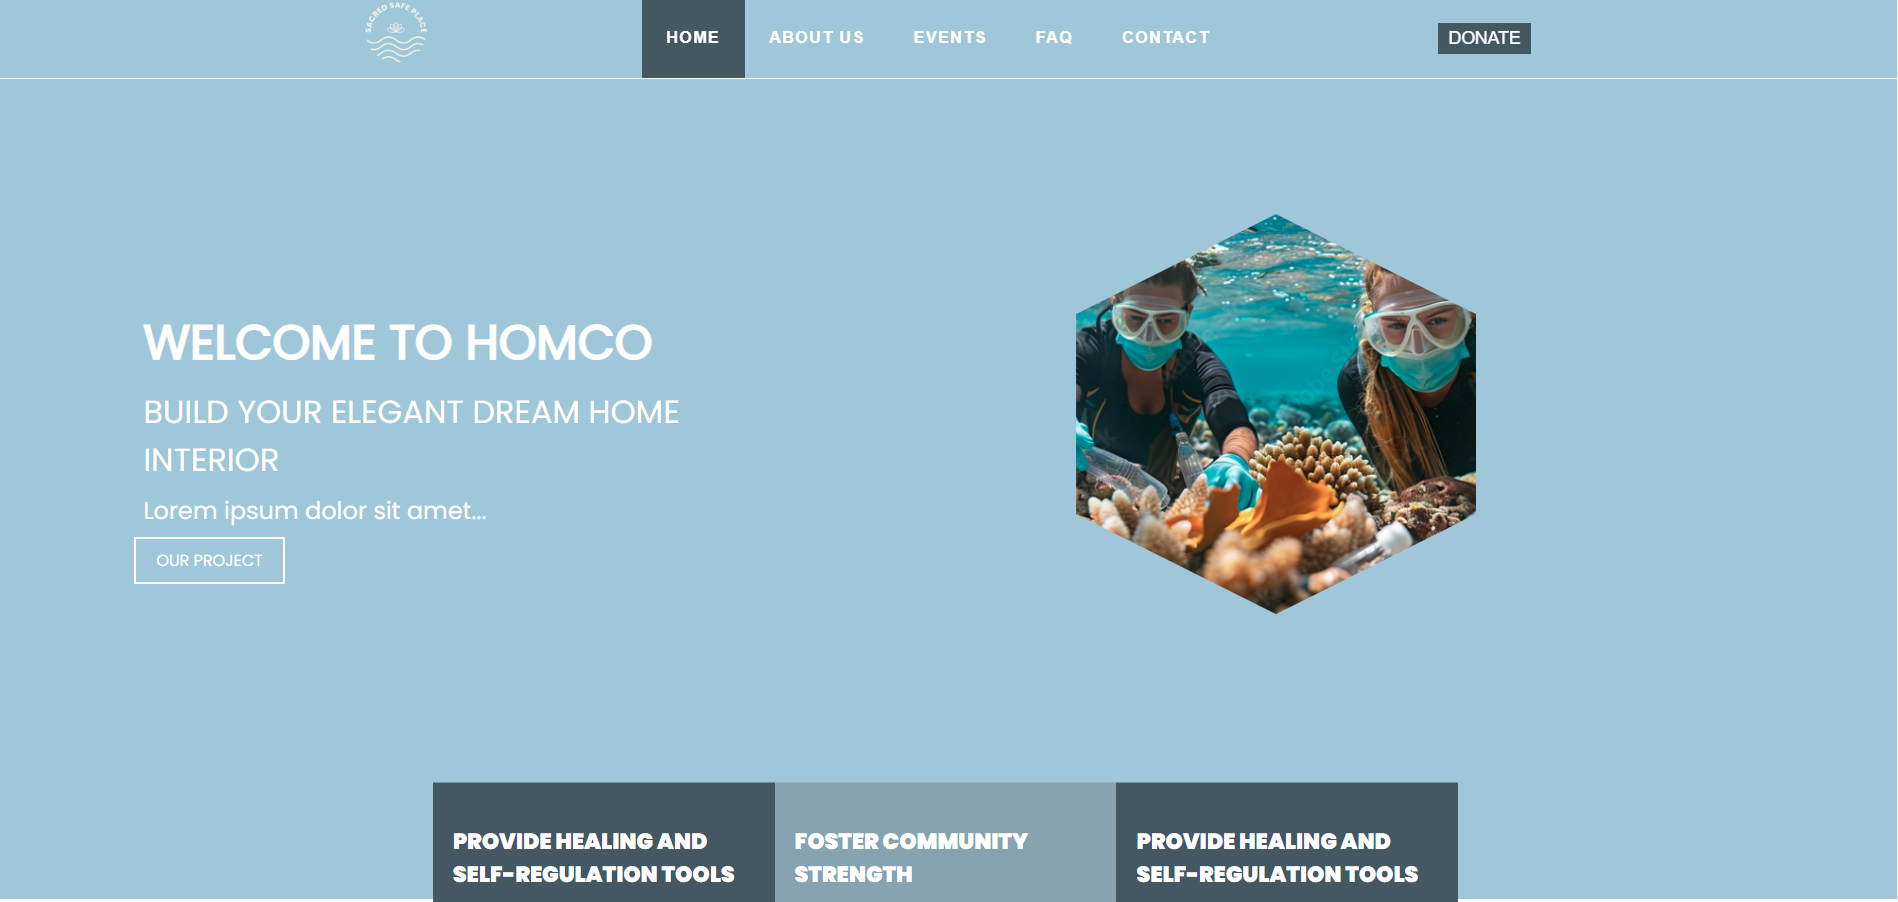 SACRED SAFE PLACE
HOME
ABOUT US
EVENTS
FAQ
CONTACT
DONATE
WELCOME TO HOMCO
BUILD YOUR ELEGANT DREAM HOME
INTERIOR
Lorem ipsum dolor sit amet...
OUR PROJECT
PROVIDE HEALING AND
SELF-REGULATION TOOLS
FOSTER COMMUNITY
STRENGTH
PROVIDE HEALING AND
SELF-REGULATION TOOLS